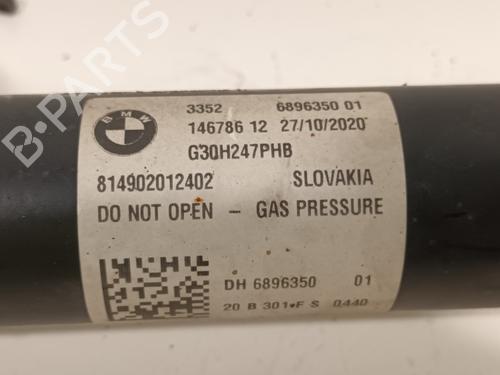 BMW
3352 6896350 01
146786 12 27/10/2020
G30H247PHB
814902012402 SLOVAKIA
DO NOT OPEN - GAS PRESSURE
DH 6896350 01
20 B 301 F S 0440